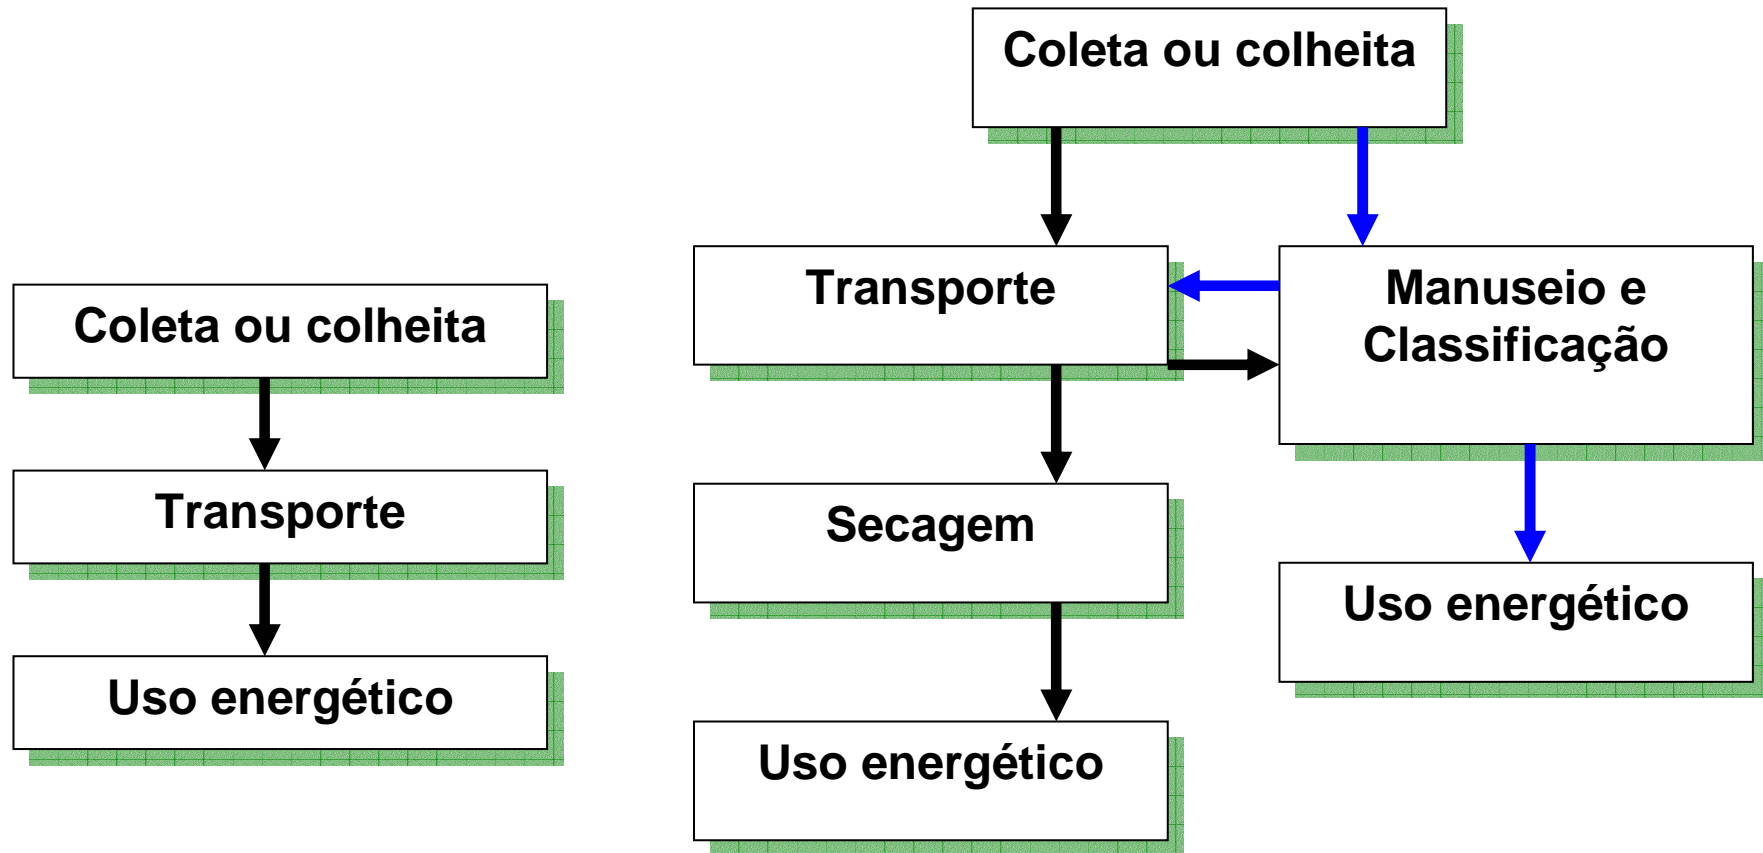 Coleta ou colheita
Transporte
Uso energético
Coleta ou colheita
Transporte
Manuseio e
Classificação
Secagem
Uso energético
Uso energético